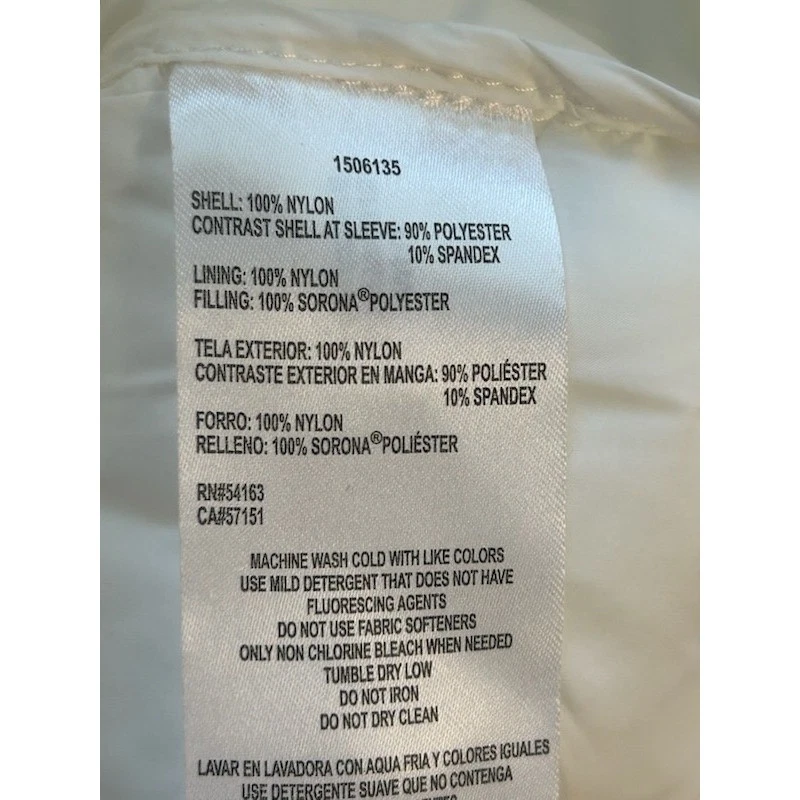 1506135
SHELL: 100% NYLON
CONTRAST SHELL AT SLEEVE: 90% POLYESTER
10% SPANDEX
LINING: 100% NYLON
FILLING: 100% SORONA®POLYESTER
TELA EXTERIOR: 100% NYLON
CONTRASTE EXTERIOR EN MANGA: 90% POLIÉSTER
10% SPANDEX
FORRO: 100% NYLON
RELLENO: 100% SORONA®POLIÉSTER
RN#54163
CA#57151
MACHINE WASH COLD WITH LIKE COLORS
USE MILD DETERGENT THAT DOES NOT HAVE
FLUORESCING AGENTS
DO NOT USE FABRIC SOFTENERS
ONLY NON CHLORINE BLEACH WHEN NEEDED
TUMBLE DRY LOW
DO NOT IRON
DO NOT DRY CLEAN
LAVAR EN LAVADORA CON AQUA FRIA Y COLORES IGUALES
USE DETERGENTE SUAVE QUE NO CONTENGA